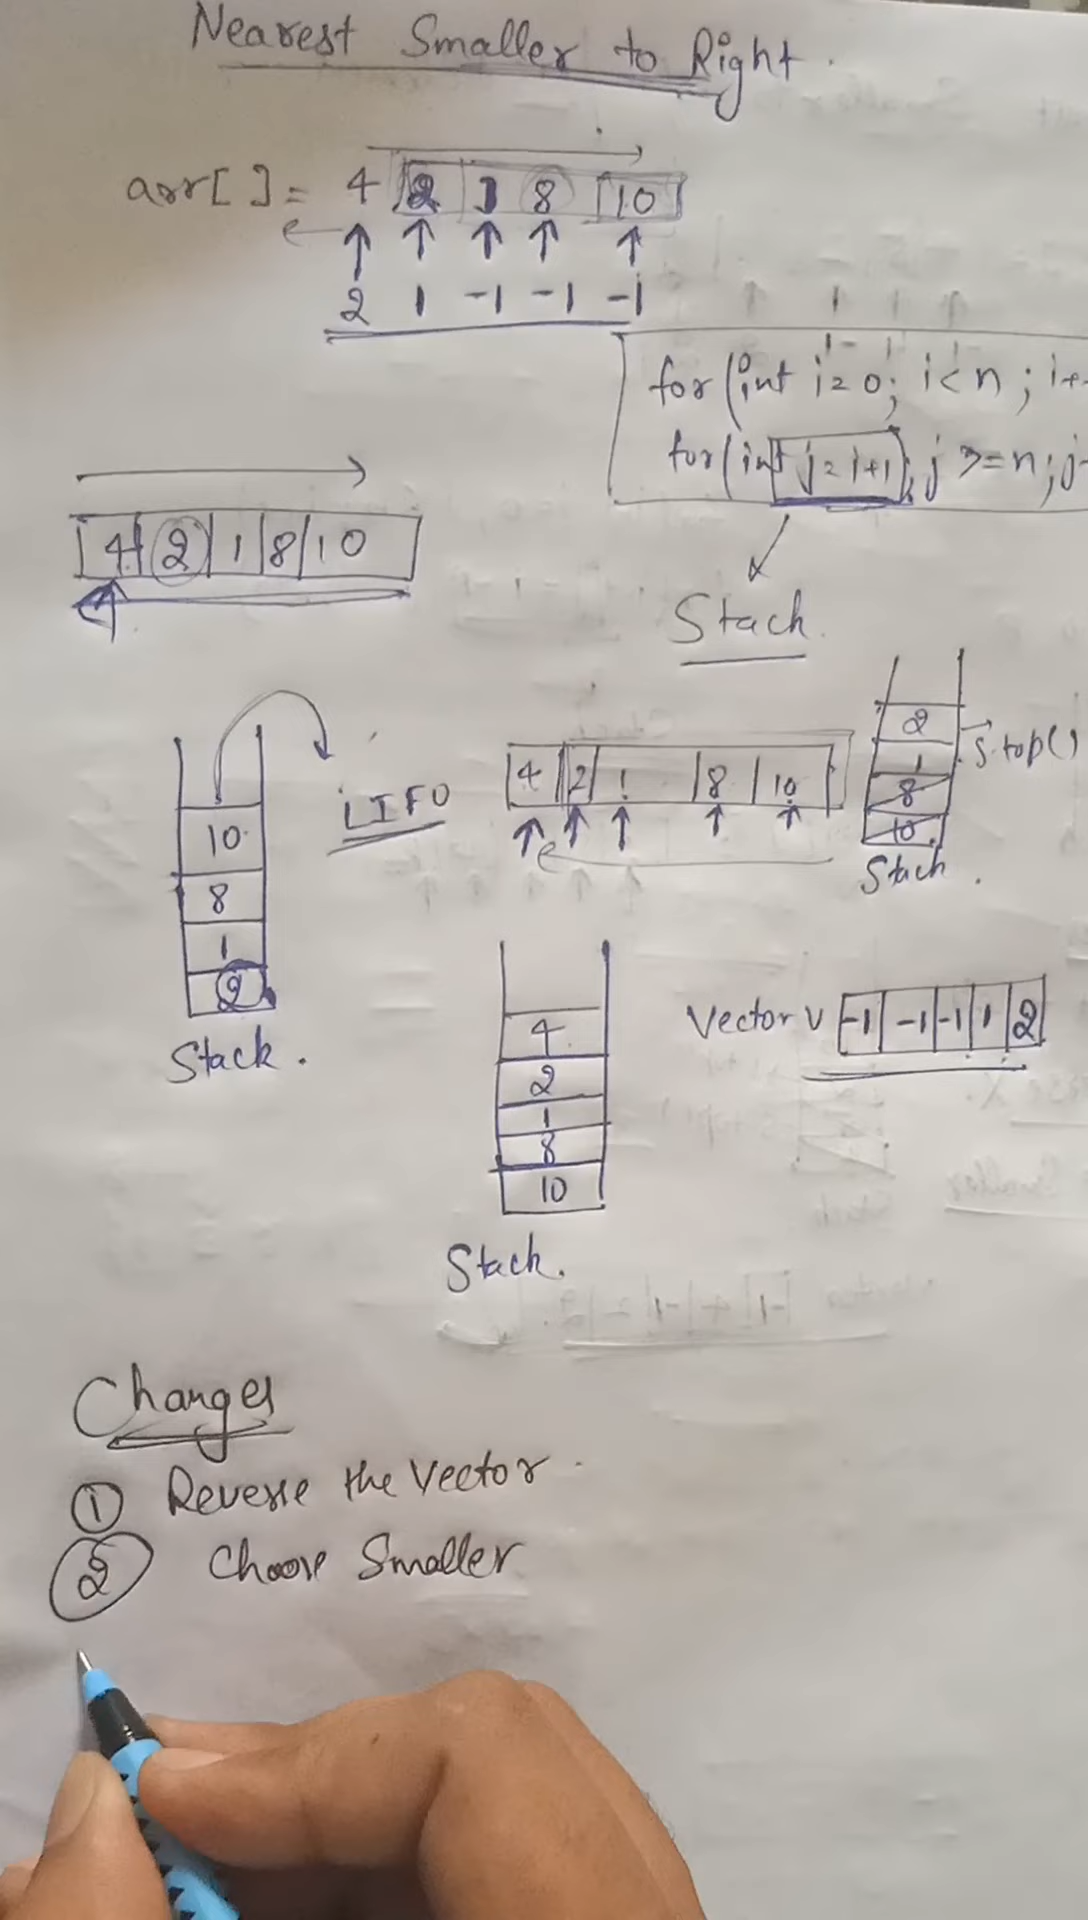 Nearest Smaller to Right.
arr[ ] = 4 2 1 8 10
2 1 -1 -1 -1
for (int i=0; i<n; i+
for (int j=i+1; j>=n; j-
4 2 1 8 10
Stack
2
1
8
10
S.top()
Stack.
4 2 1 8 10
LIFO
10
8
1
2
Stack.
Vector V -1 -1 -1 1 2
4
2
1
8
10
Stack.
Changes
① Reverse the Vector.
② Choose Smaller